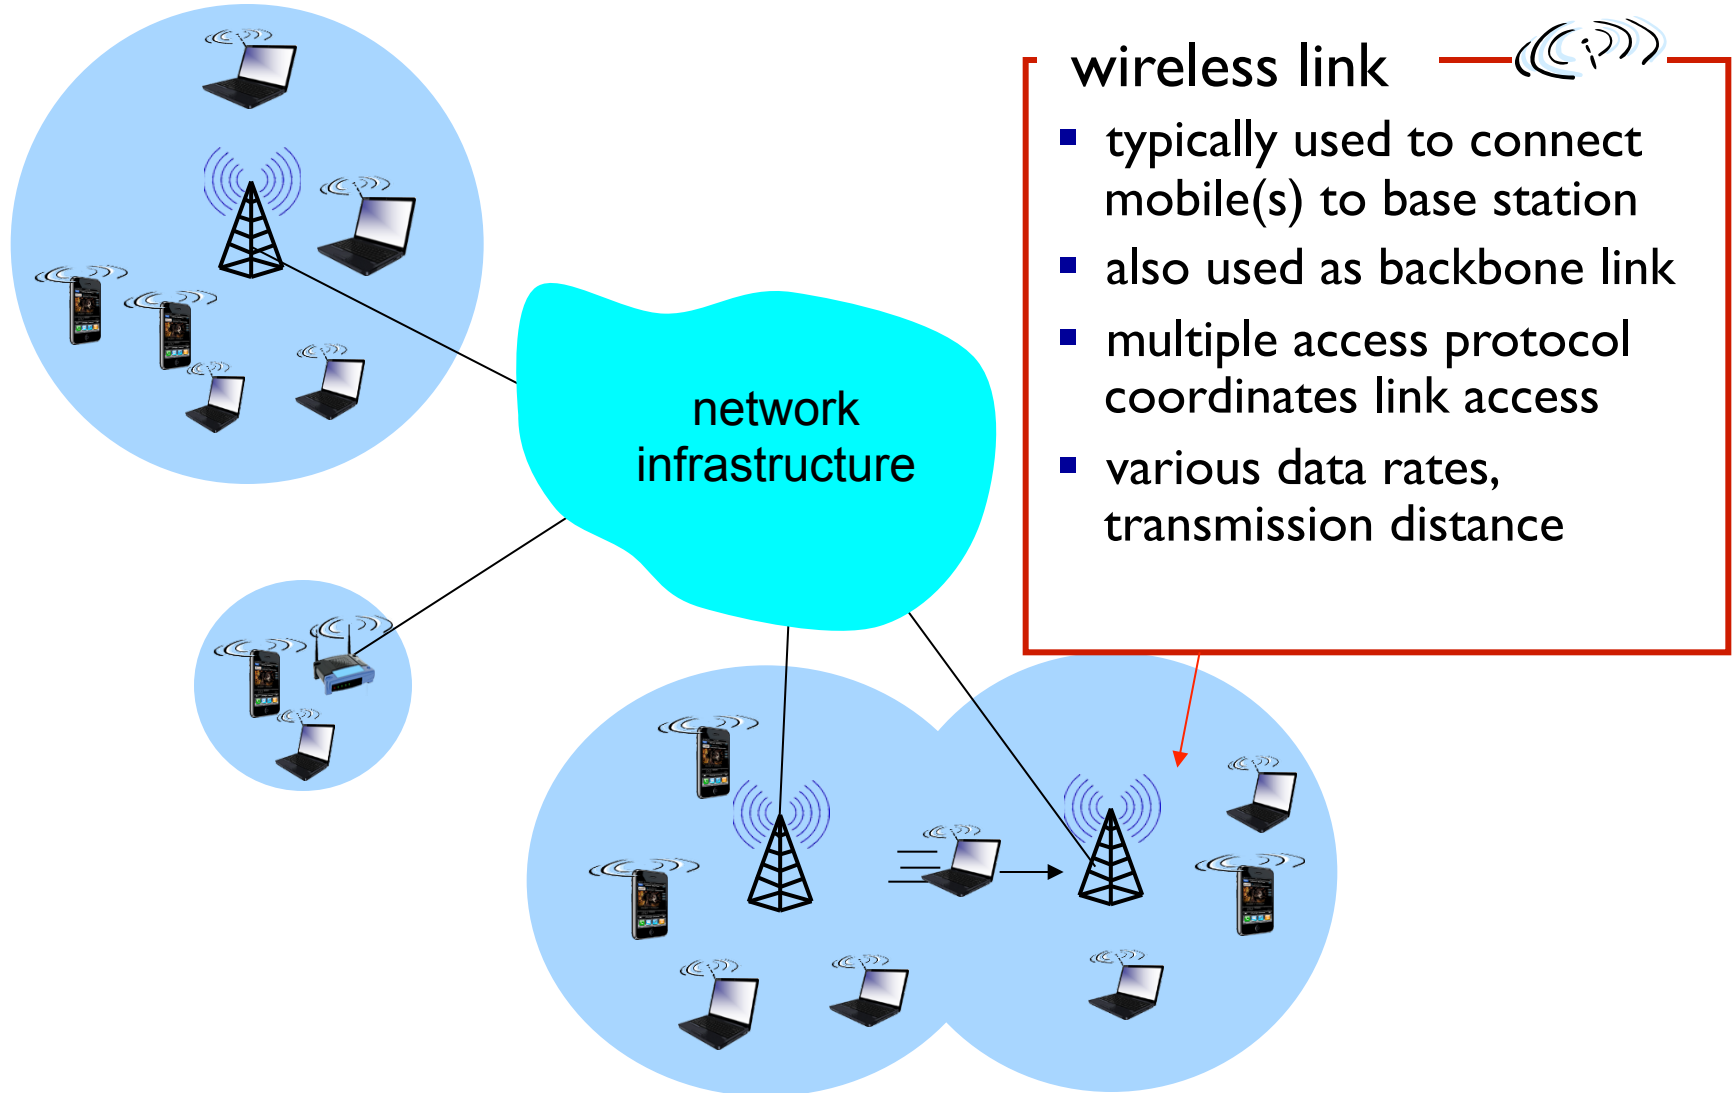 wireless link
▪ typically used to connect
mobile(s) to base station
▪ also used as backbone link
▪ multiple access protocol
coordinates link access
▪ various data rates,
transmission distance
network
infrastructure